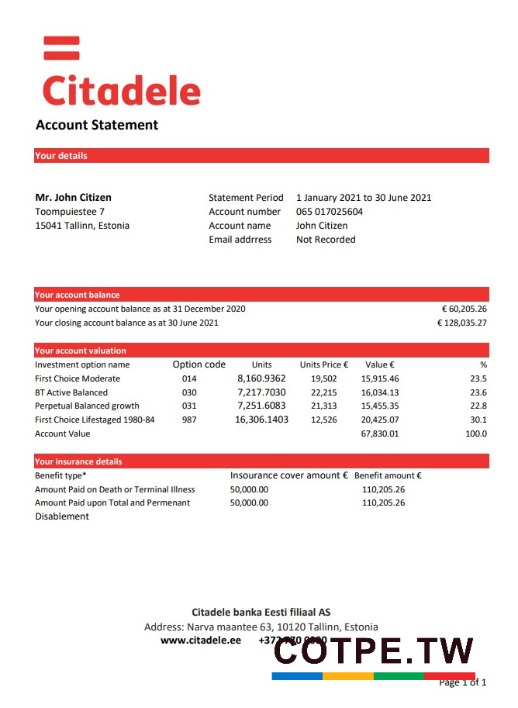 Citadele
Account Statement
Your details
Mr. John Citizen Statement Period 1 January 2021 to 30 June 2021
Toompuiestee 7 Account number 065 017025604
15041 Tallinn, Estonia Account name John Citizen
Email addrress Not Recorded
Your account balance
Your opening account balance as at 31 December 2020 € 60,205.26
Your closing account balance as at 30 June 2021 € 128,035.27
Your account valuation
Investment option name Option code Units Units Price € Value € %
First Choice Moderate 014 8,160.9362 19,502 15,915.46 23.5
BT Active Balanced 030 7,217.7030 22,215 16,034.13 23.6
Perpetual Balanced growth 031 7,251.6083 21,313 15,455.35 22.8
First Choice Lifestaged 1980-84 987 16,306.1403 12,526 20,425.07 30.1
Account Value 67,830.01 100.0
Your insurance details
Benefit type* Insourance cover amount € Benefit amount €
Amount Paid on Death or Terminal Illness 50,000.00 110,205.26
Amount Paid upon Total and Permenant 50,000.00 110,205.26
Disablement
Citadele banka Eesti filiaal AS
Address: Narva maantee 63, 10120 Tallinn, Estonia
www.citadele.ee
COTPE.TW
Page 1 of 1